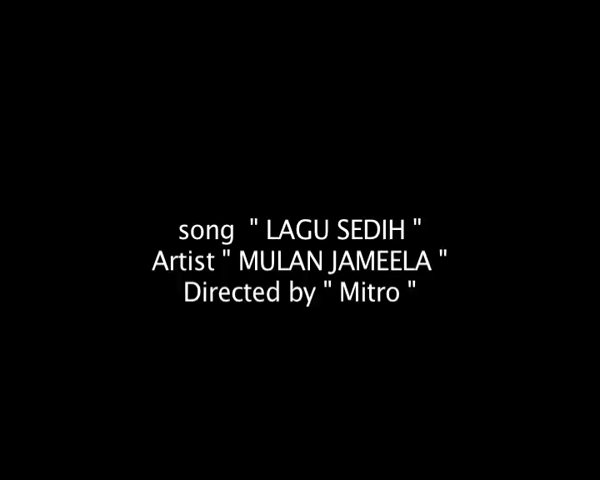 song " LAGU SEDIH "
Artist " MULAN JAMEELA "
Directed by " Mitro "